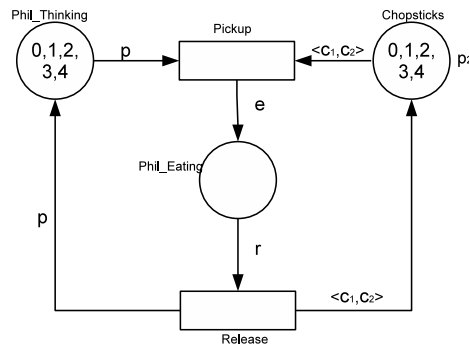 Phil_Thinking
Pickup
Chopsticks
0,1,2,
3,4
p
<c₁,c₂>
0,1,2,
3,4
p₂
e
Phil_Eating
p
r
<c₁,c₂>
Release